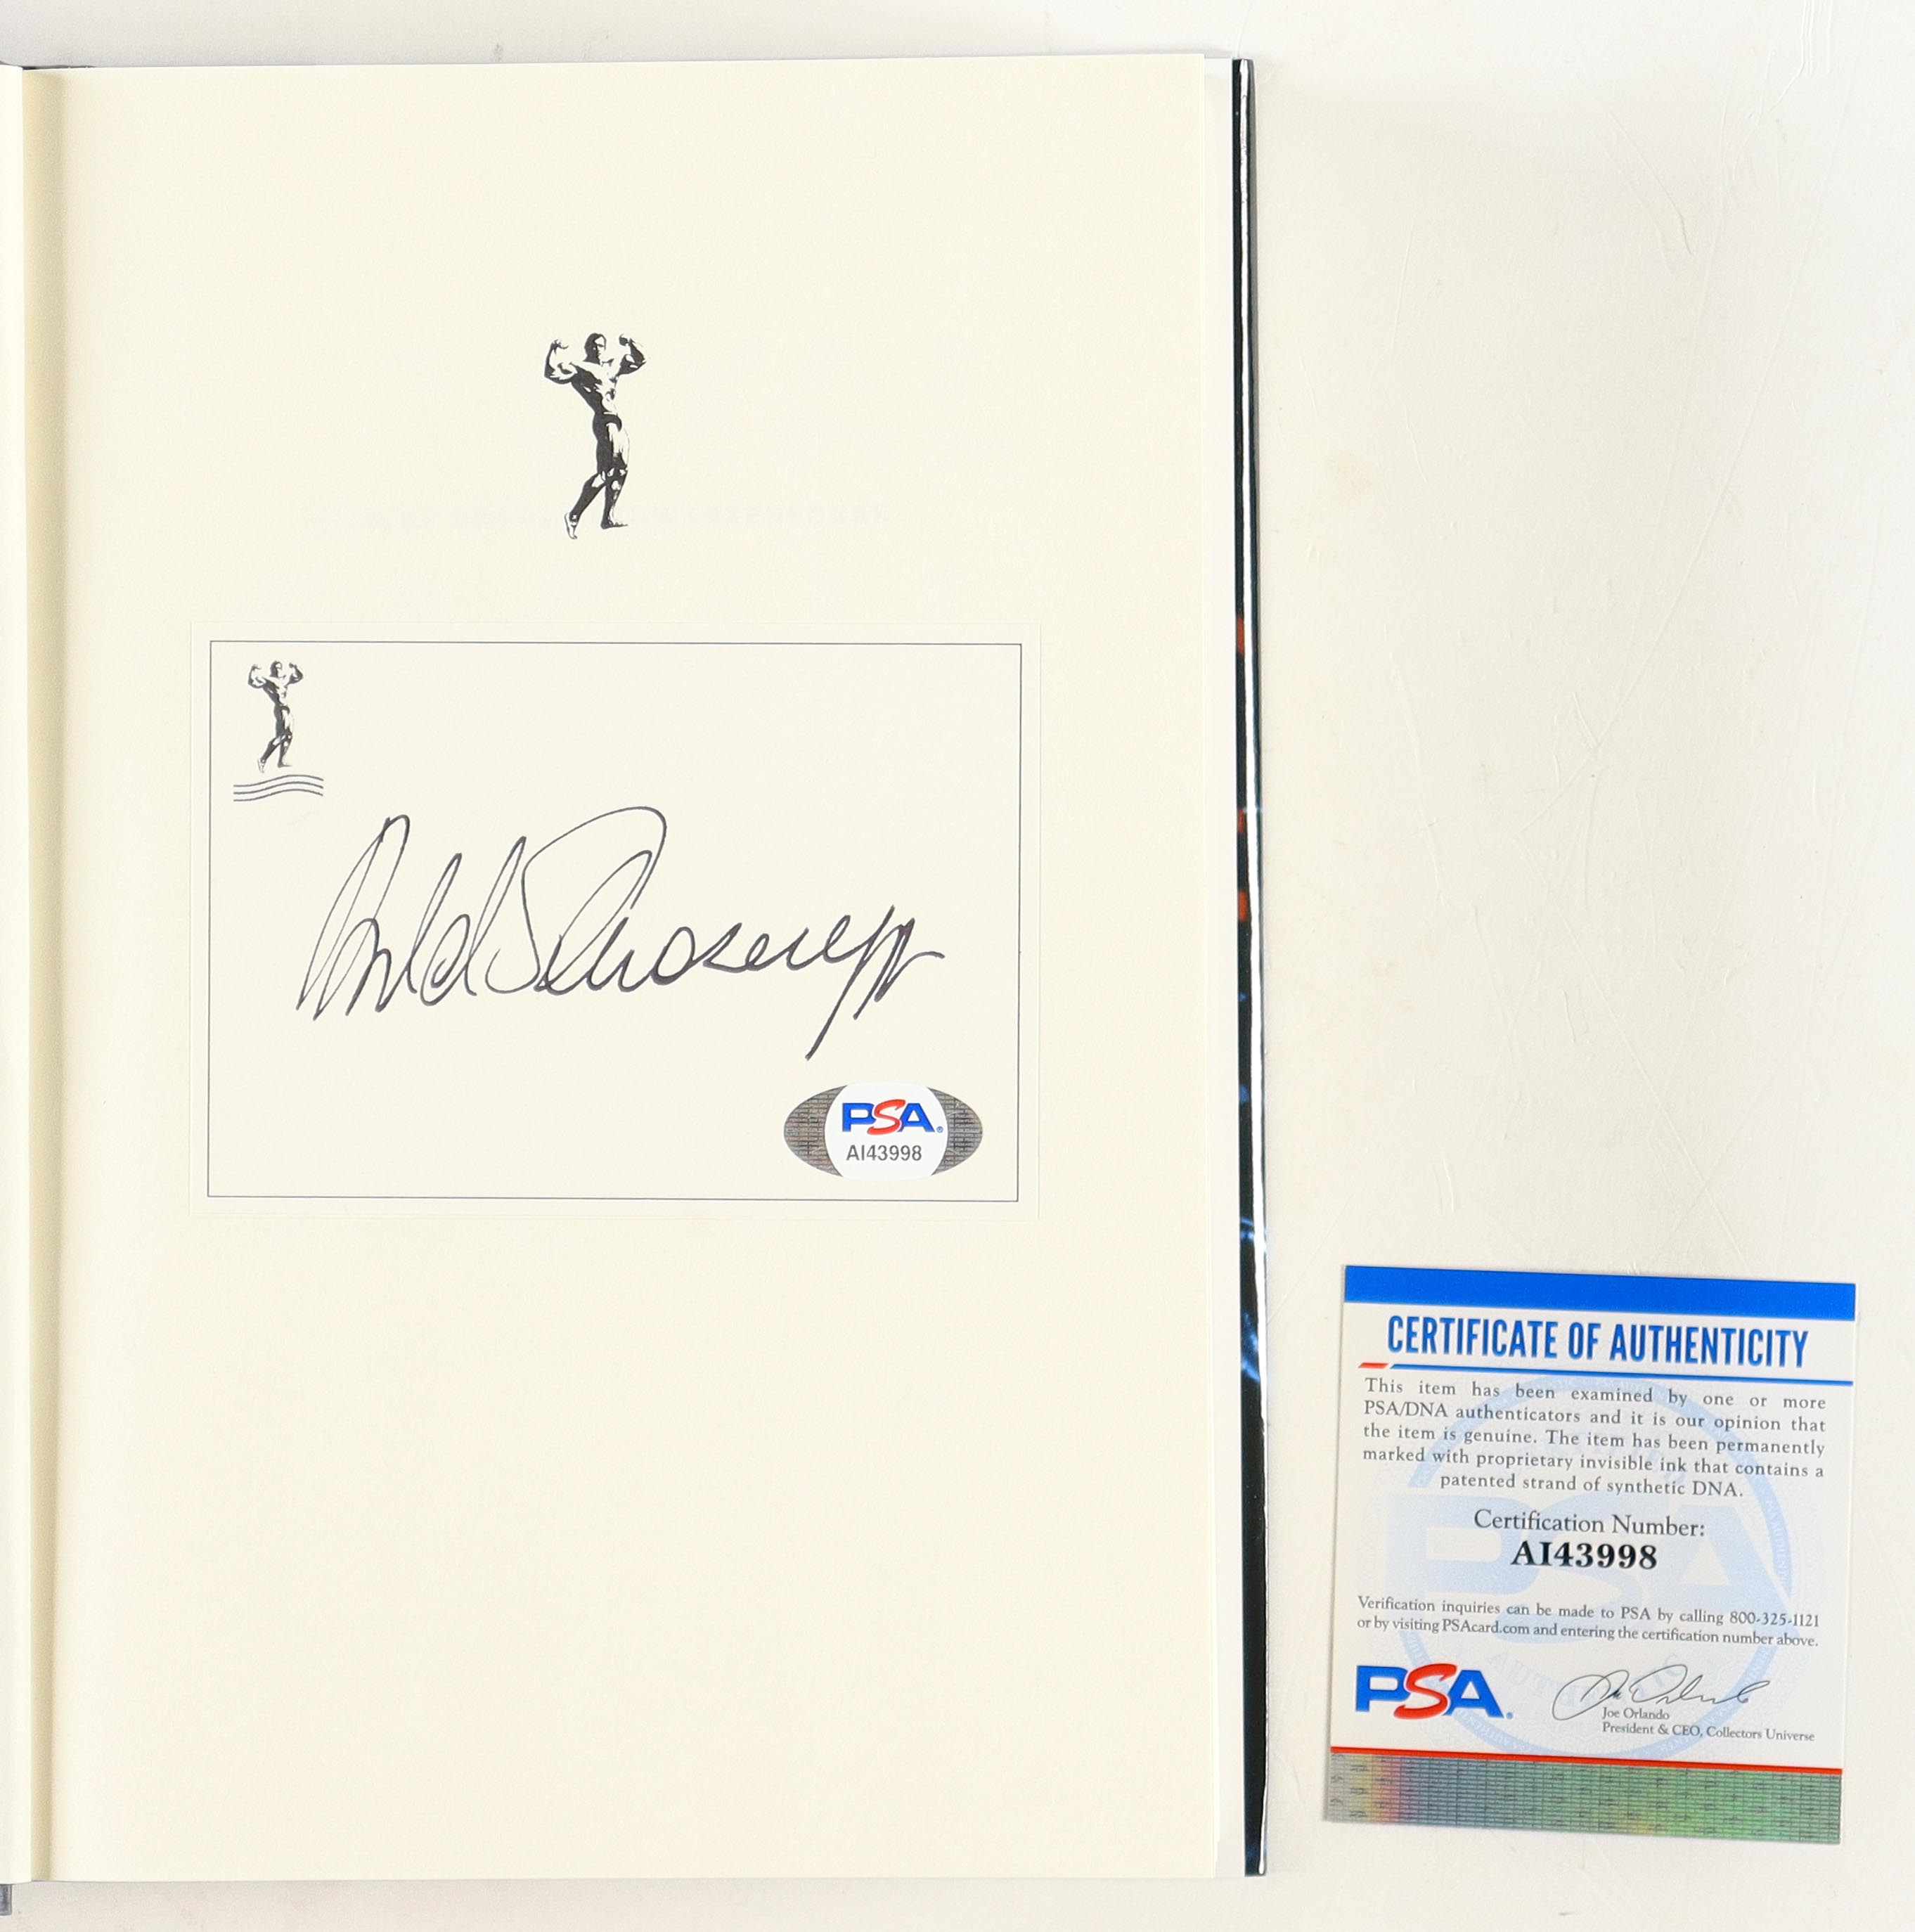 Arnold Schwarzenegger
PSA
AI43998
CERTIFICATE OF AUTHENTICITY
This item has been examined by one or more
PSA/DNA authenticators and it is our opinion that
the item is genuine. The item has been permanently
marked with proprietary invisible ink that contains a
patented strand of synthetic DNA.
Certification Number:
AI43998
Verification inquiries can be made to PSA by calling 800-325-1121
or by visiting PSAcard.com and entering the certification number above.
PSA
Joe Orlando
President & CEO, Collectors Universe